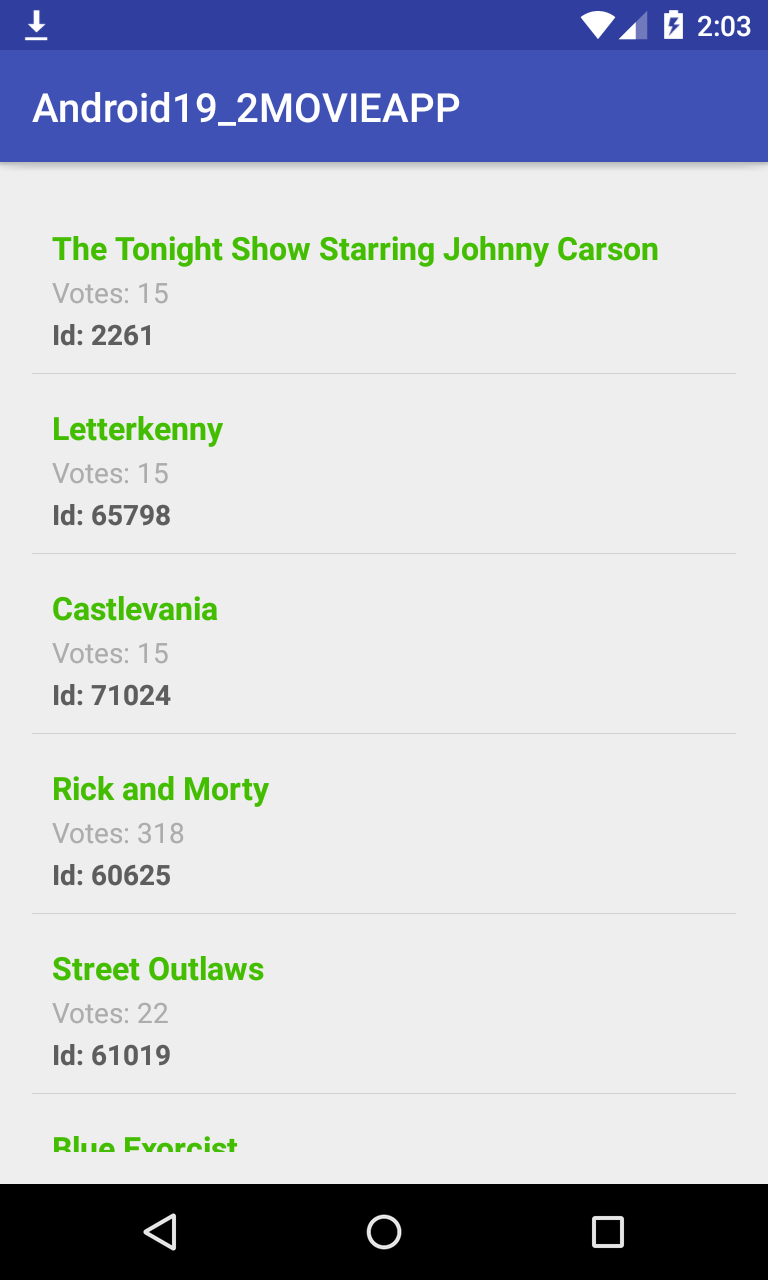 2:03
Android19_2MOVIEAPP
The Tonight Show Starring Johnny Carson
Votes: 15
Id: 2261
Letterkenny
Votes: 15
Id: 65798
Castlevania
Votes: 15
Id: 71024
Rick and Morty
Votes: 318
Id: 60625
Street Outlaws
Votes: 22
Id: 61019
Blue Exorcist